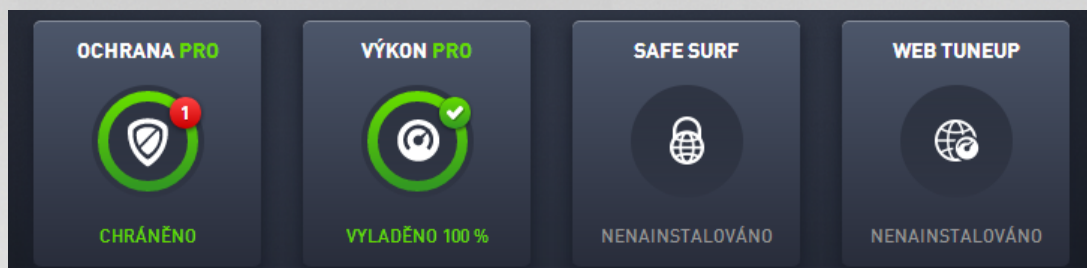 OCHRANA PRO
1
CHRÁNĚNO
VÝKON PRO
VYLADĚNO 100 %
SAFE SURF
NENAINSTALOVÁNO
WEB TUNEUP
NENAINSTALOVÁNO